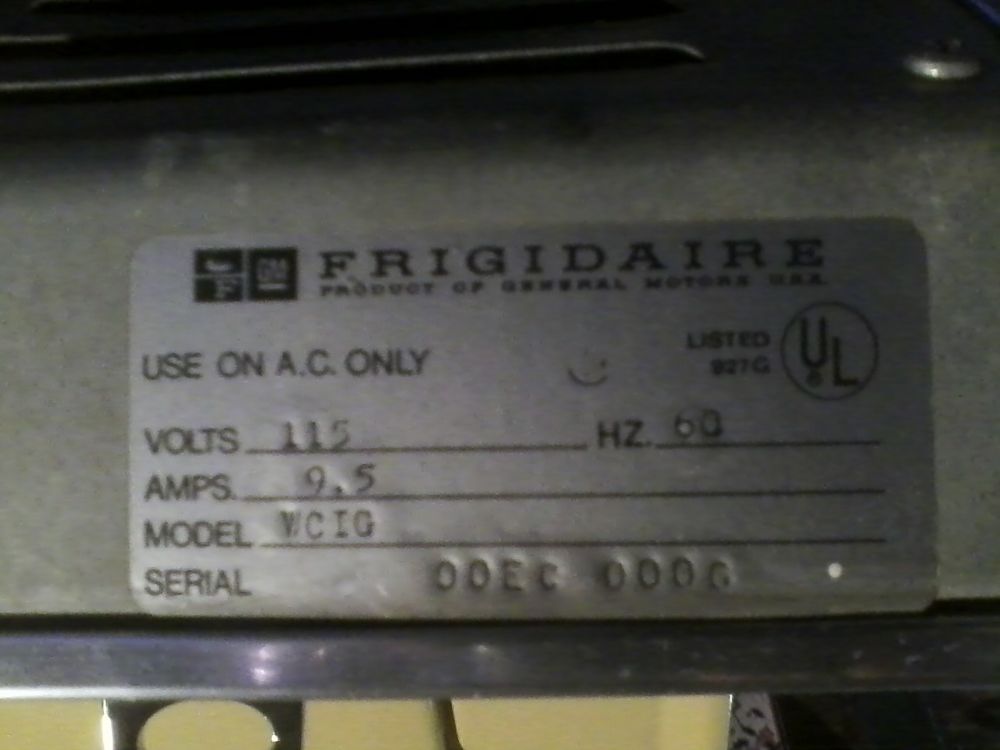 F GM FRIGIDAIRE
PRODUCT OF GENERAL MOTORS U.S.A.
USE ON A.C. ONLY
LISTED
927G
UL
VOLTS 115 HZ. 60
AMPS. 9.5
MODEL WCIG
SERIAL